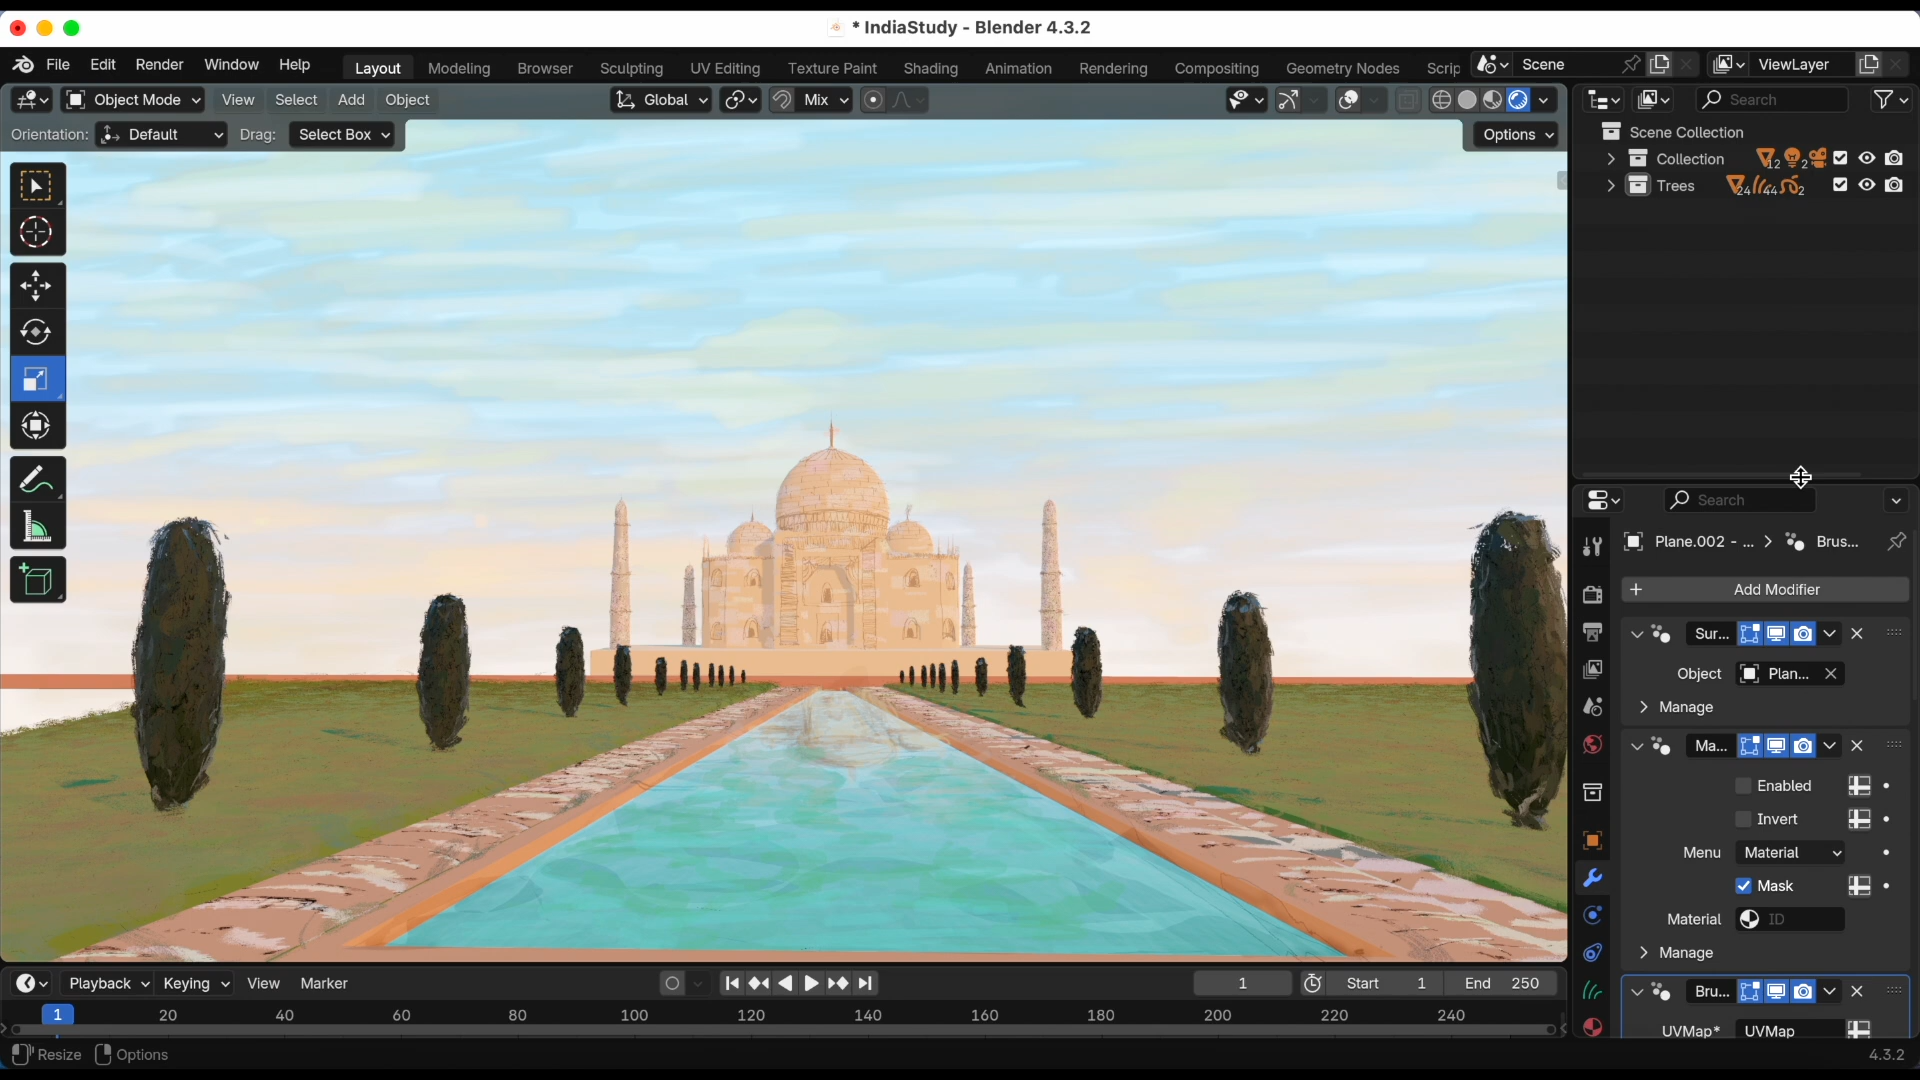 * IndiaStudy - Blender 4.3.2
File Edit Render Window Help Layout Modeling Browser Sculpting UV Editing Texture Paint Shading Animation Rendering Compositing Geometry Nodes Scrip Scene ViewLayer
Object Mode View Select Add Object Global Mix Search
Orientation: Default Drag: Select Box Options
Scene Collection
Collection 12 2
Trees 24 44 2
Search
Plane.002 - ... > Brus...
+ Add Modifier
Sur...
Object Plan...
Manage
Ma...
Enabled
Invert
Menu Material
Mask
Material ID
Manage
Bru...
UVMap* UVMap
Playback Keying View Marker 1 Start 1 End 250
1 20 40 60 80 100 120 140 160 180 200 220 240
Resize Options 4.3.2